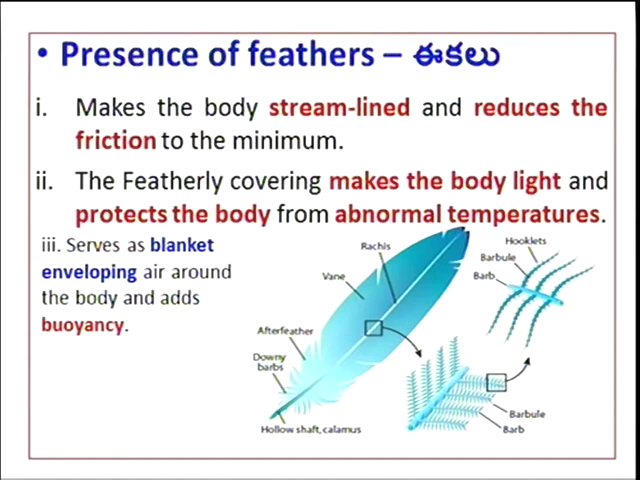 • Presence of feathers – ఈకలు
i. Makes the body stream-lined and reduces the
friction to the minimum.
ii. The Featherly covering makes the body light and
protects the body from abnormal temperatures.
iii. Serves as blanket
enveloping air around
the body and adds
buoyancy.
Rachis
Hooklets
Barbule
Vane
Barb
Afterfeather
Downy
barbs
Barbule
Hollow shaft, calamus
Barb